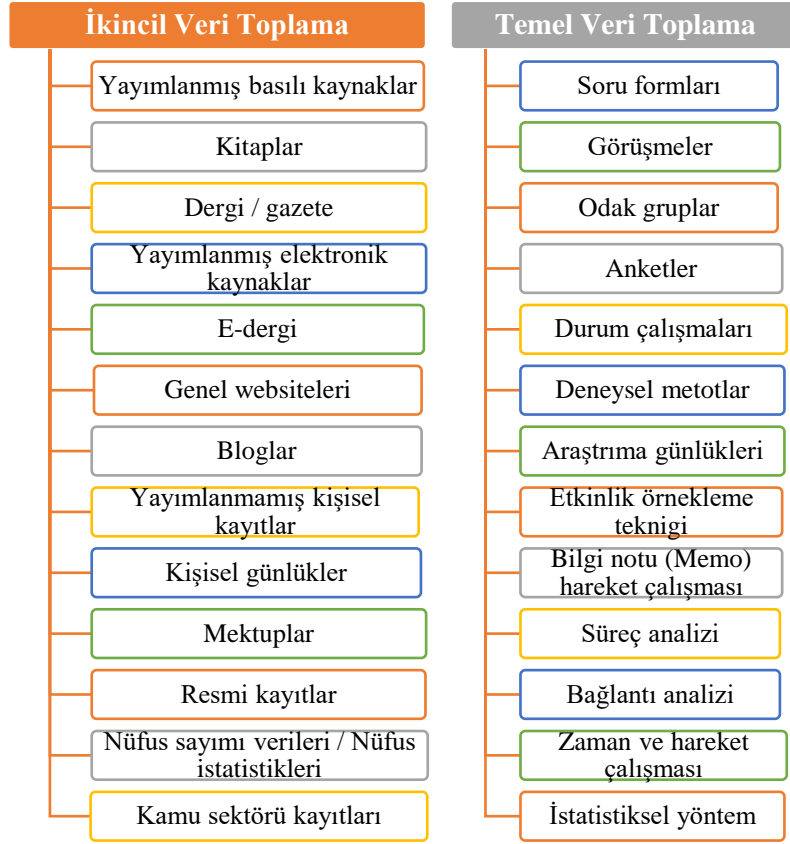 İkincil Veri Toplama
Yayımlanmış basılı kaynaklar
Kitaplar
Dergi / gazete
Yayımlanmış elektronik
kaynaklar
E-dergi
Genel websiteleri
Bloglar
Yayımlanmamış kişisel
kayıtlar
Kişisel günlükler
Mektuplar
Resmi kayıtlar
Nüfus sayımı verileri / Nüfus
istatistikleri
Kamu sektörü kayıtları
Temel Veri Toplama
Soru formları
Görüşmeler
Odak gruplar
Anketler
Durum çalışmaları
Deneysel metotlar
Araştrıma günlükleri
Etkinlik örnekleme
teknigi
Bilgi notu (Memo)
hareket çalışması
Süreç analizi
Bağlantı analizi
Zaman ve hareket
çalışması
İstatistiksel yöntem